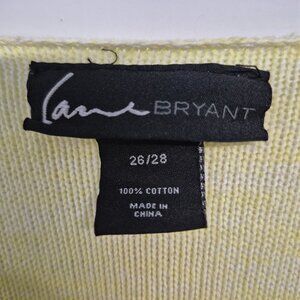 Lane BRYANT
26/28
100% COTTON
MADE IN
CHINA